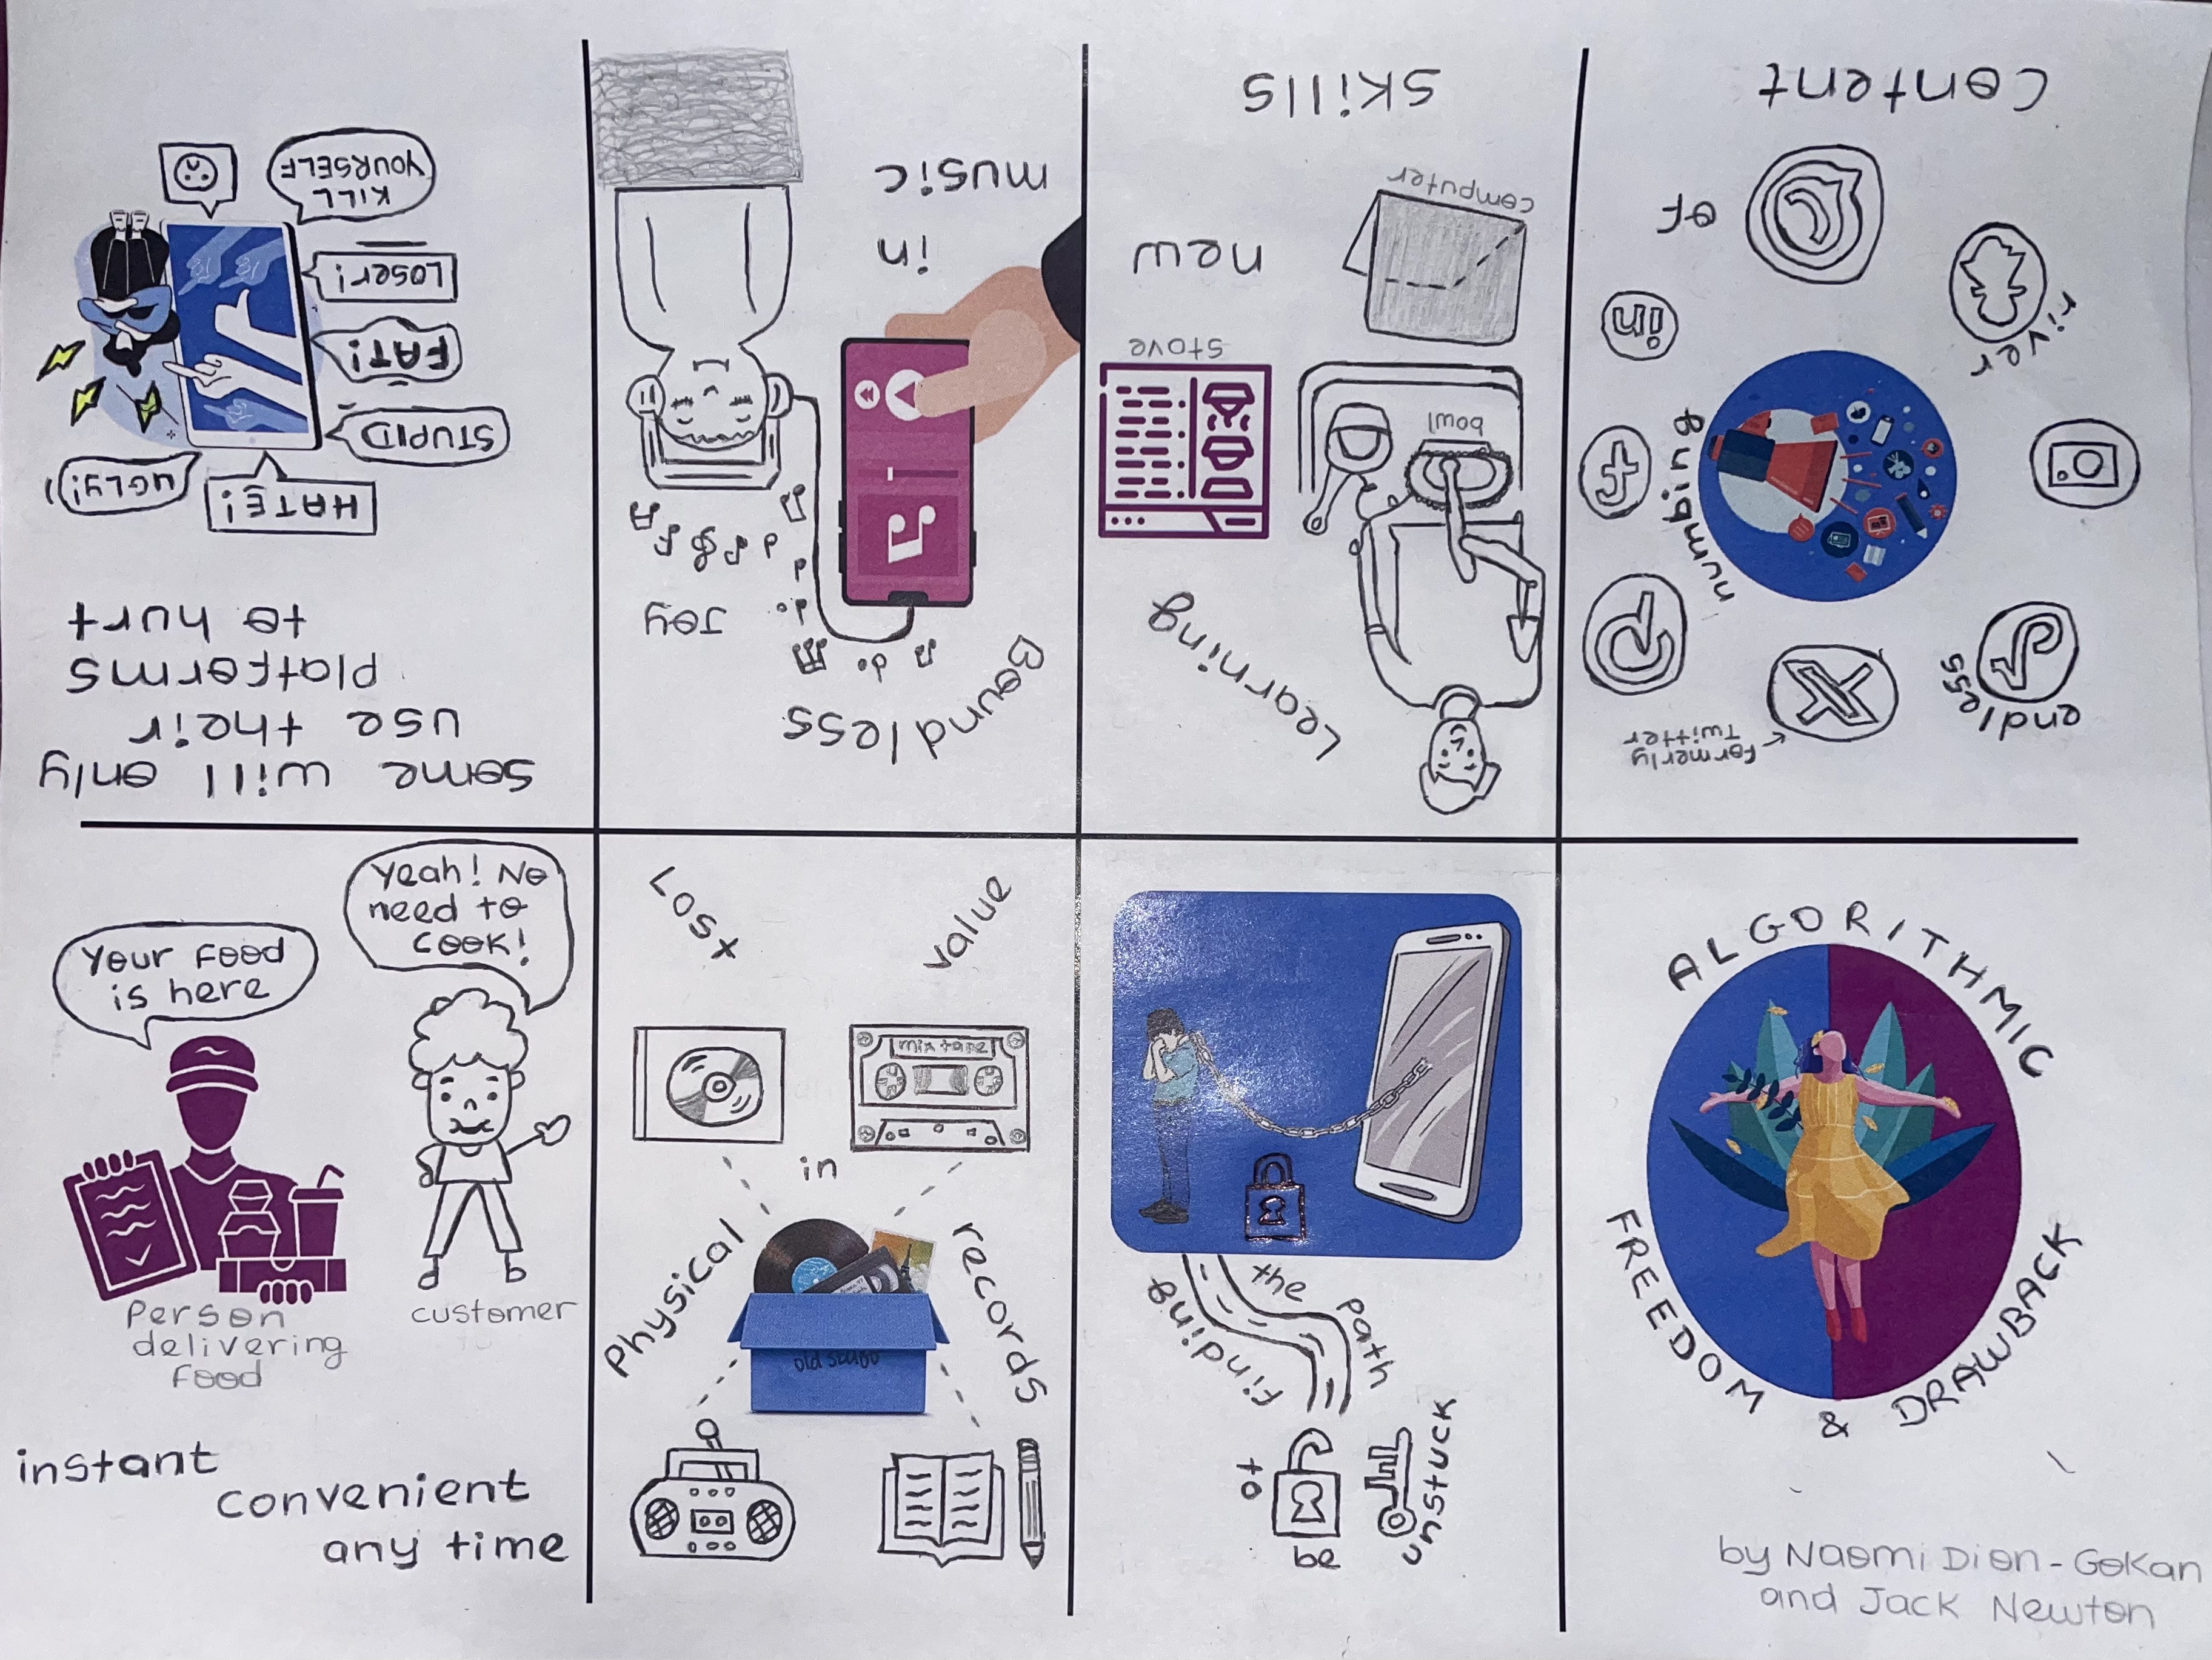 ALGORITHMIC
FREEDOM & DRAWBACK
by Naomi Dion-Gokan
and Jack Newton
formerly
Twitter
X
endless
numbing
river
in
of
content
Learning
bowl
stove
computer
new
skills
Boundless
Joy
in
music
Some will only
use their
platforms
to hurt
HATE!
UGLY!
STUPID
FAT!
LOSER!
KILL
YOURSELF
Yeah! No
need to
cook!
Your food
is here
Person
delivering
food
customer
instant
convenient
any time
Lost
value
mix tape
in
Physical
records
old stuff
finding
the
path
to
be
unstuck